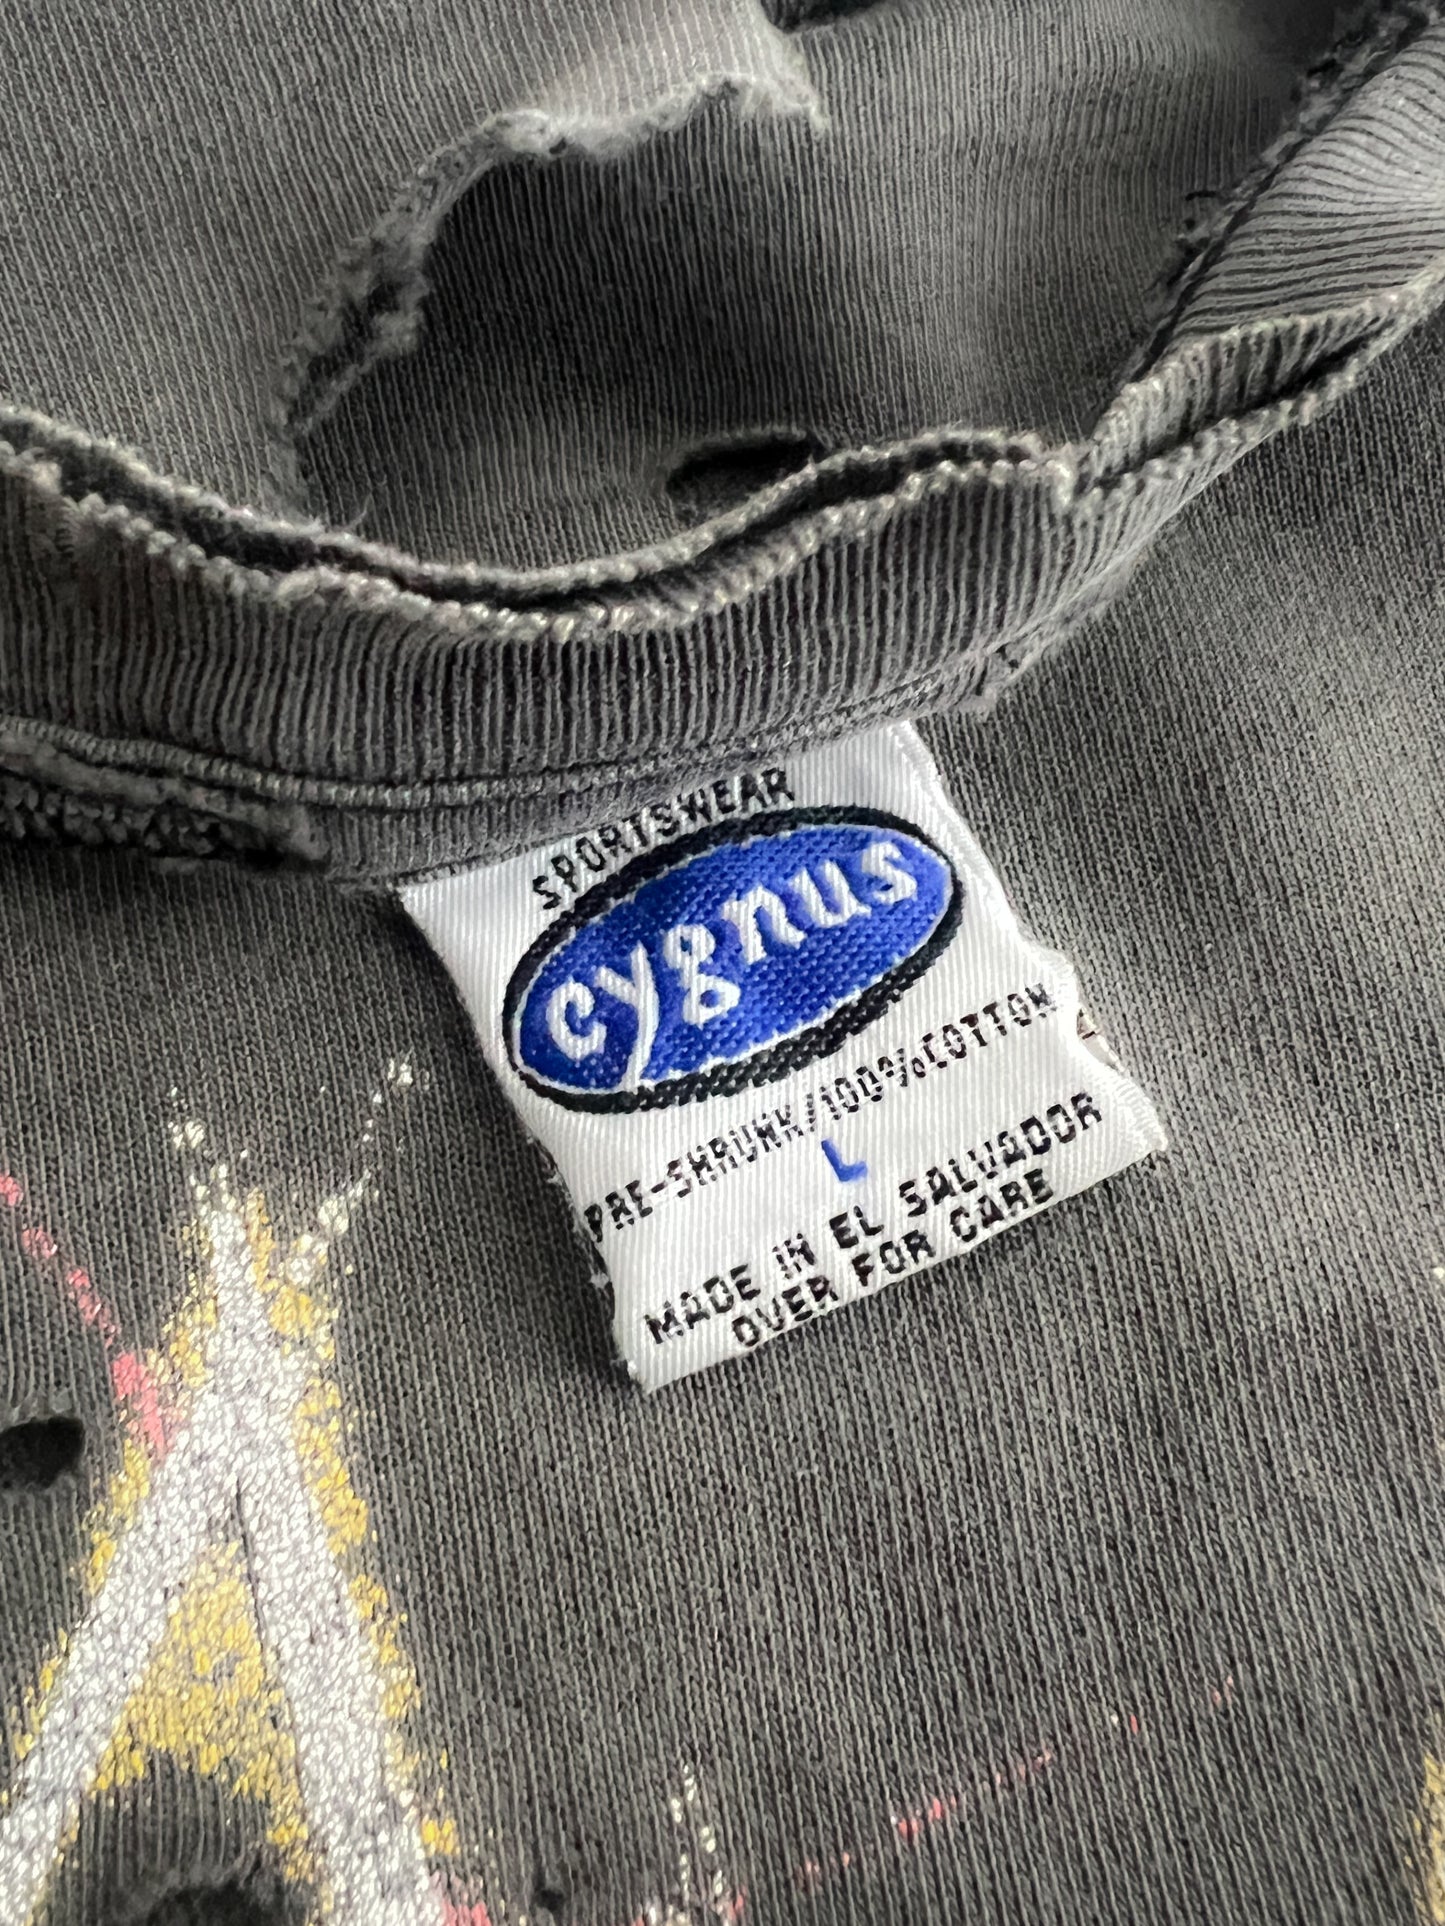 SPORTSWEAR
cygnus
PRE-SHRUNK/100%COTTON
L
MADE IN EL SALVADOR
OVER FOR CARE